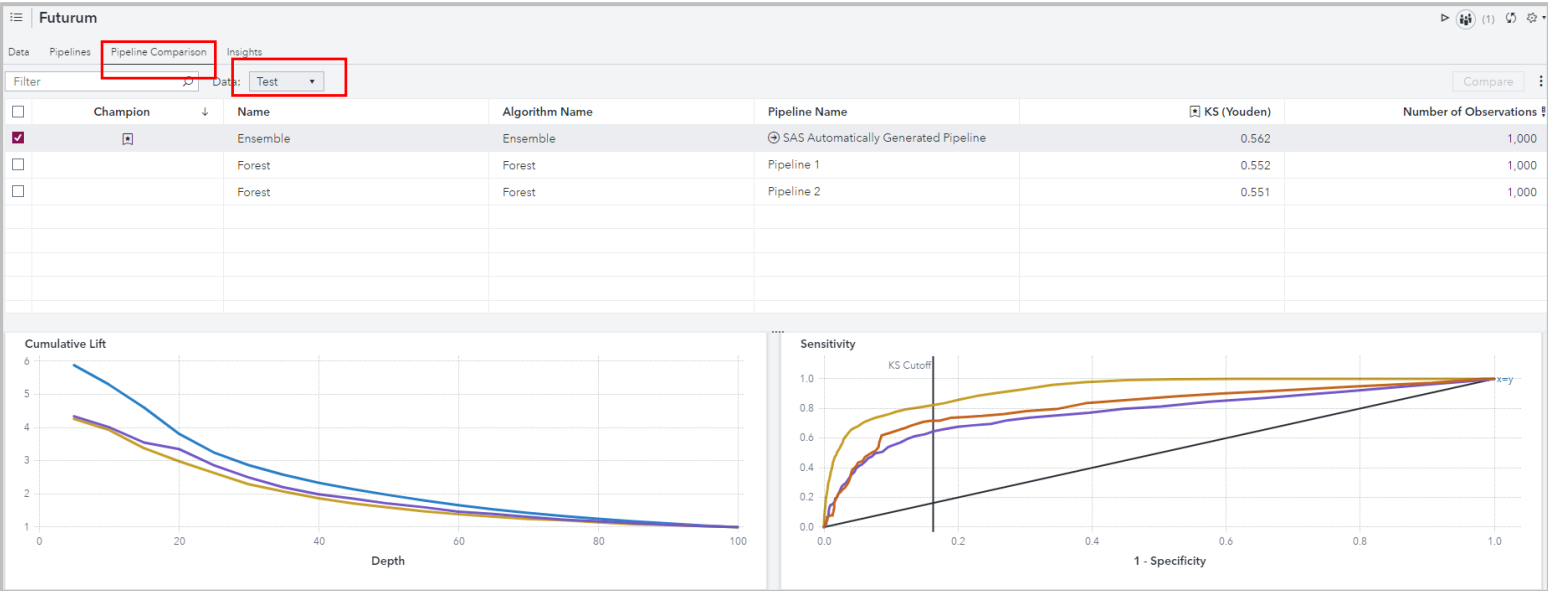 Futurum
(1)
Data Pipelines Pipeline Comparison Insights
Filter Data: Test Compare
Champion Name Algorithm Name Pipeline Name KS (Youden) Number of Observations
Ensemble Ensemble SAS Automatically Generated Pipeline 0.562 1,000
Forest Forest Pipeline 1 0.552 1,000
Forest Forest Pipeline 2 0.551 1,000
Cumulative Lift
6
5
4
3
2
1
0 20 40 60 80 100
Depth
Sensitivity
KS Cutoff
1.0
x=y
0.8
0.6
0.4
0.2
0.0
0.0 0.2 0.4 0.6 0.8 1.0
1 - Specificity